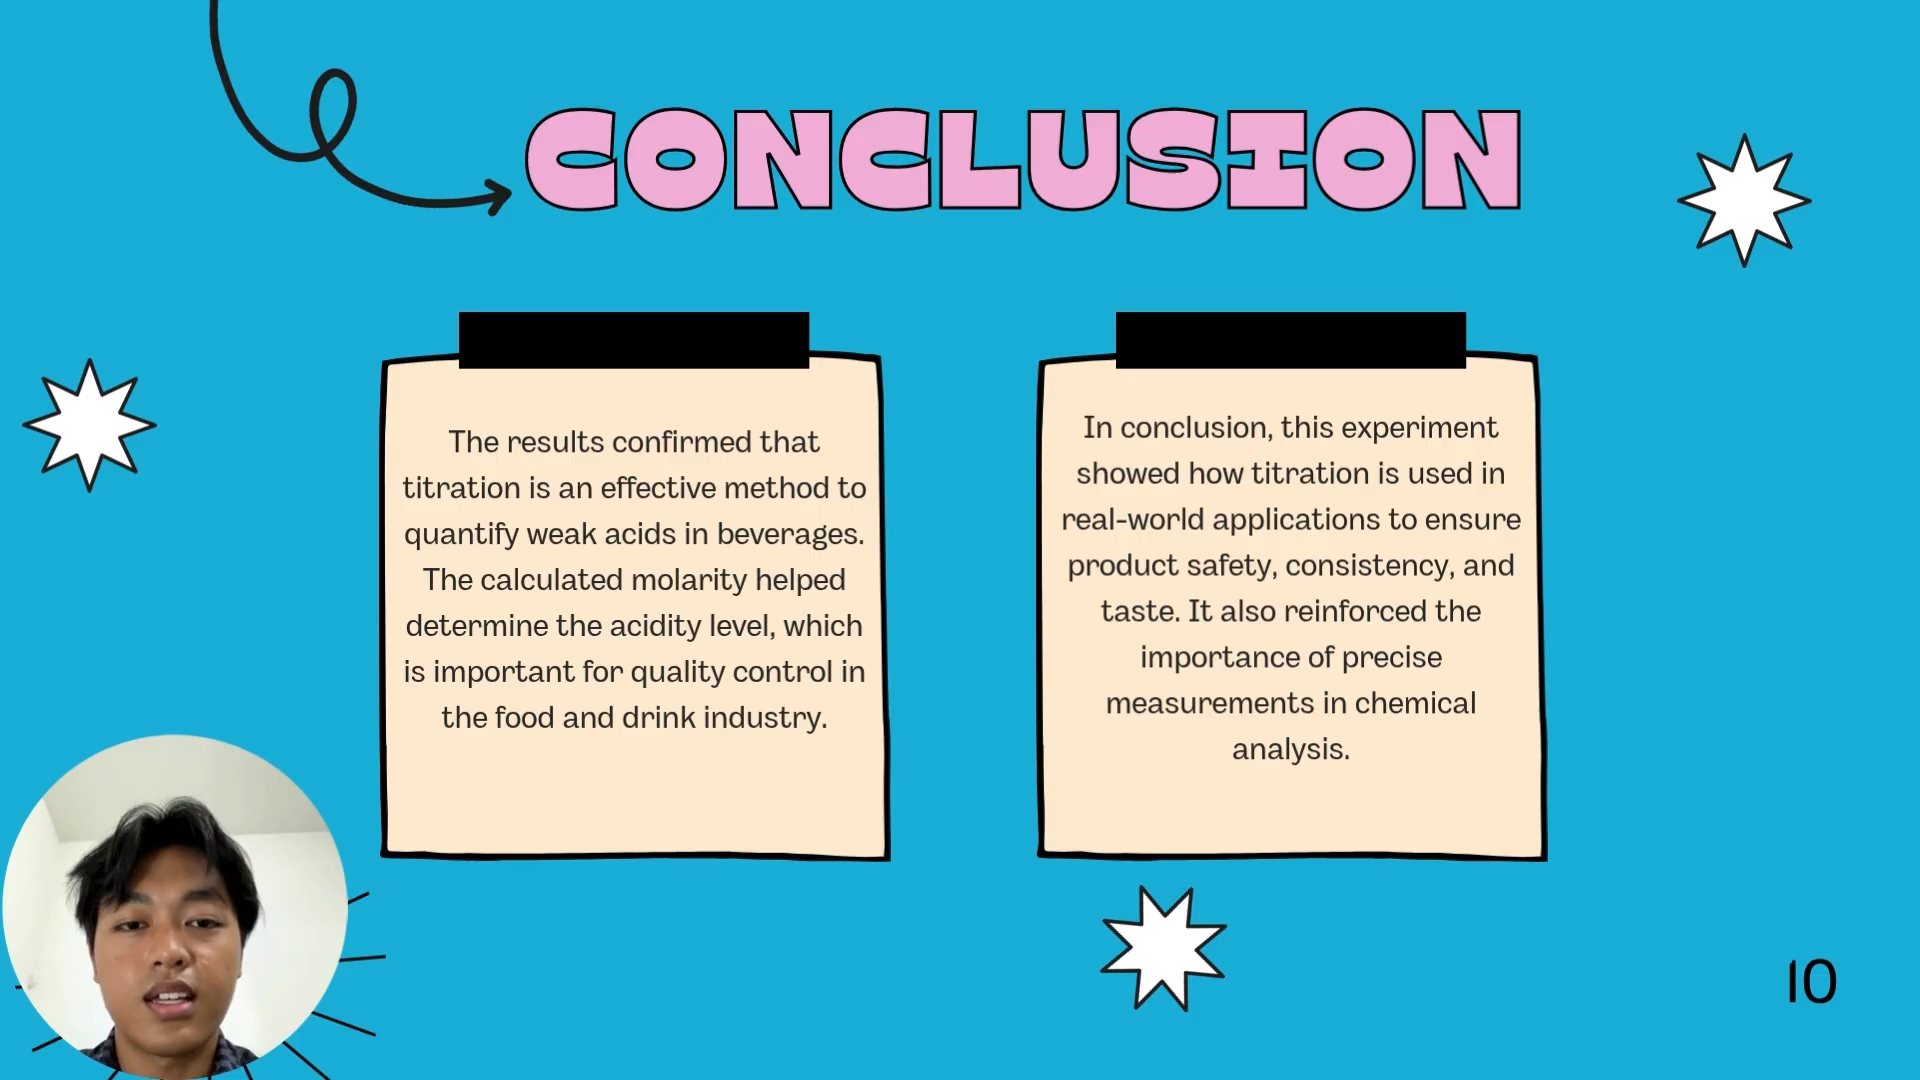 CONCLUSION
The results confirmed that
titration is an effective method to
quantify weak acids in beverages.
The calculated molarity helped
determine the acidity level, which
is important for quality control in
the food and drink industry.
In conclusion, this experiment
showed how titration is used in
real-world applications to ensure
product safety, consistency, and
taste. It also reinforced the
importance of precise
measurements in chemical
analysis.
10